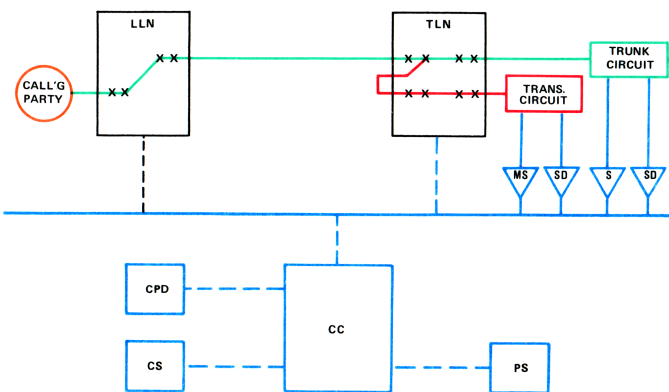 LLN
TLN
CALL'G
PARTY
X X
X X
X X
X X
TRUNK
CIRCUIT
X X
X X
TRANS.
CIRCUIT
MS
SD
S
SD
CPD
CC
CS
PS